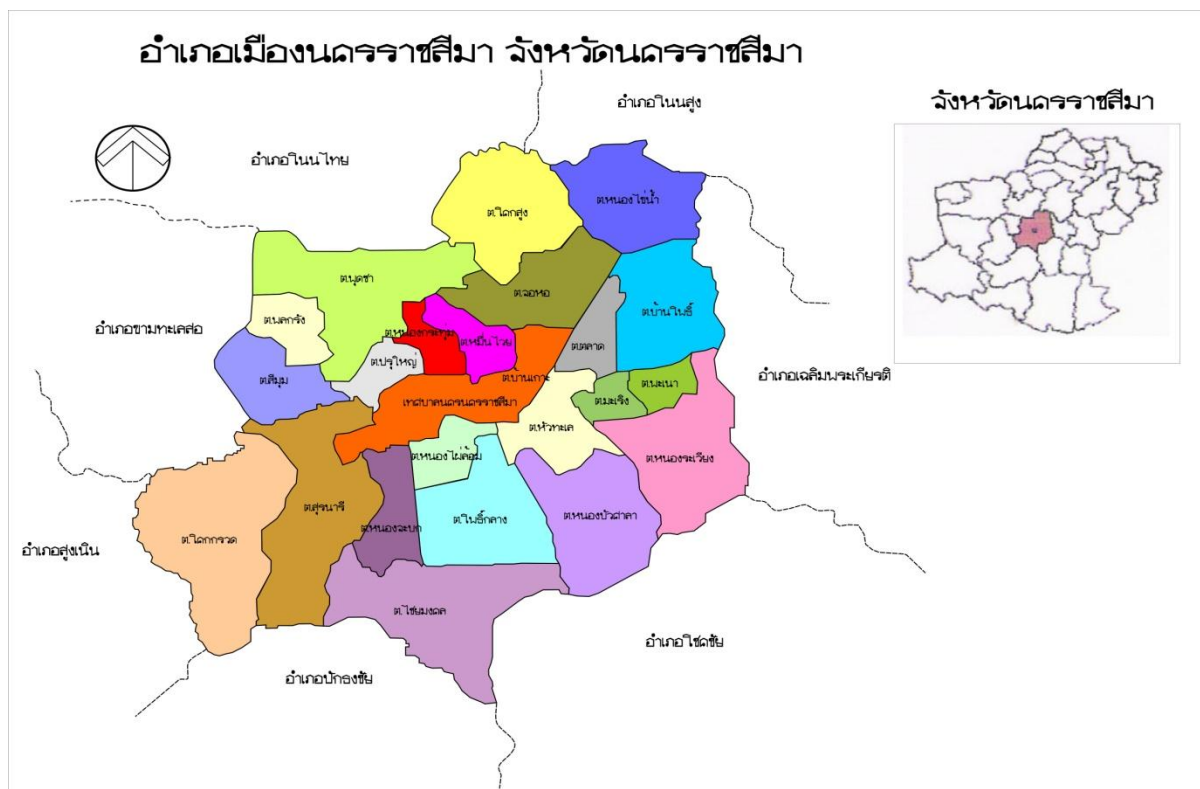 อำเภอเมืองนครราชสีมา จังหวัดนครราชสีมา
อำเภอโนนสูง
จังหวัดนครราชสีมา
อำเภอโนนไทย
ต.หนองไข่น้ำ
ต.โคกสูง
ต.พุดซา
ต.จอหอ
ต.บ้านโพธิ์
อำเภอขามทะเลสอ
ต.พลกรัง
ต.หนองกระทุ่ม
ต.หมื่นไวย
ต.ตลาด
ต.ปรุใหญ่
ต.บ้านเกาะ
ต.สีมุม
ต.พะเนา
อำเภอเฉลิมพระเกียรติ
เทศบาลนครนครราชสีมา
ต.มะเริง
ต.หัวทะเล
ต.หนองไผ่ล้อม
ต.หนองระเวียง
ต.สุรนารี
ต.หนองบัวศาลา
ต.หนองจะบก
ต.โพธิ์กลาง
ต.โคกกรวด
อำเภอสูงเนิน
ต.ไชยมงคล
อำเภอโชคชัย
อำเภอปักธงชัย